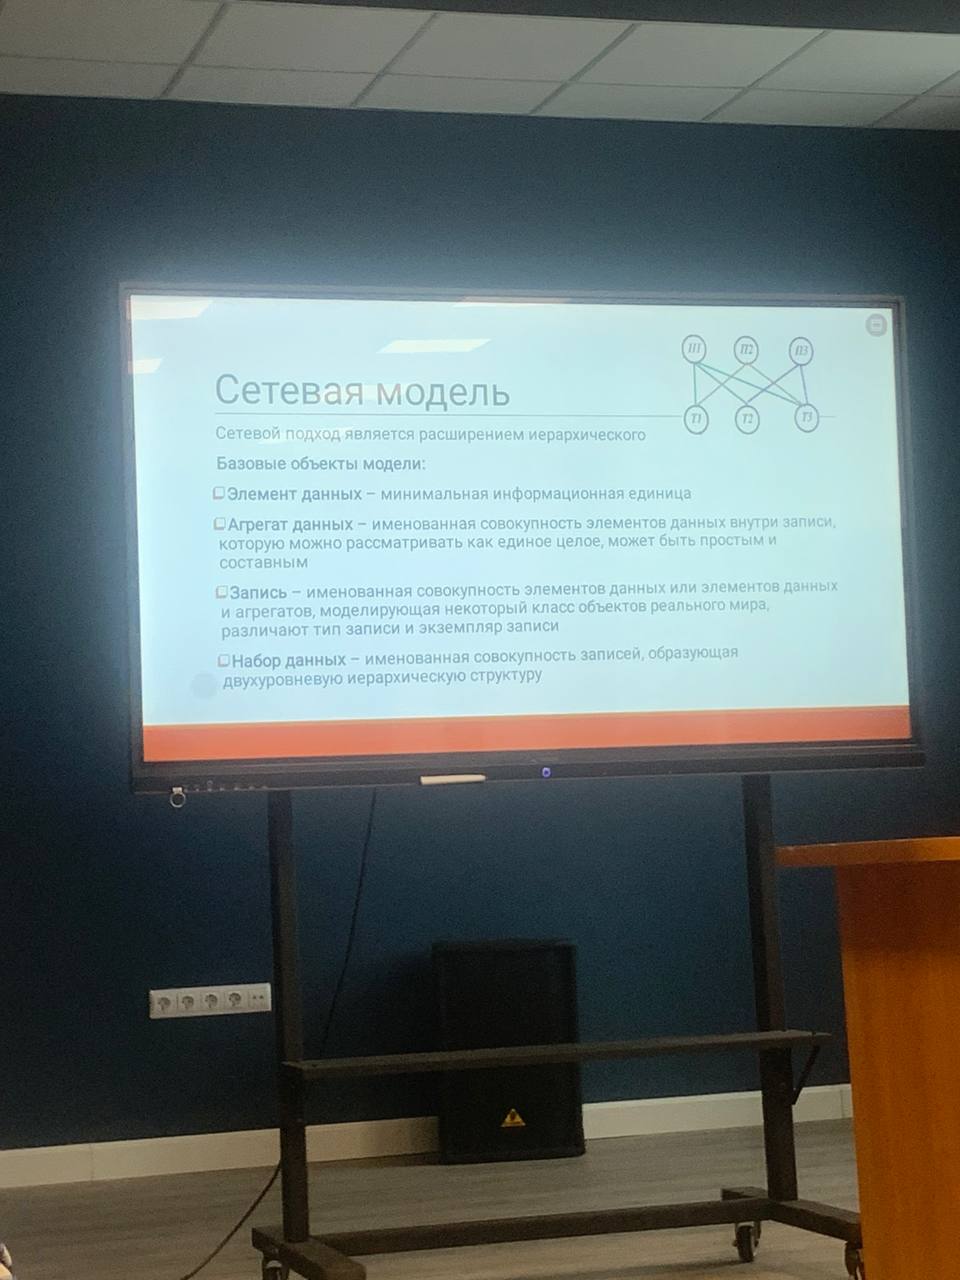 П1 П2 П3
Сетевая модель
Т1 Т2 Т3
Сетевой подход является расширением иерархического
Базовые объекты модели:
Элемент данных – минимальная информационная единица
Агрегат данных – именованная совокупность элементов данных внутри записи,
которую можно рассматривать как единое целое, может быть простым и
составным
Запись – именованная совокупность элементов данных или элементов данных
и агрегатов, моделирующая некоторый класс объектов реального мира,
различают тип записи и экземпляр записи
Набор данных – именованная совокупность записей, образующая
двухуровневую иерархическую структуру